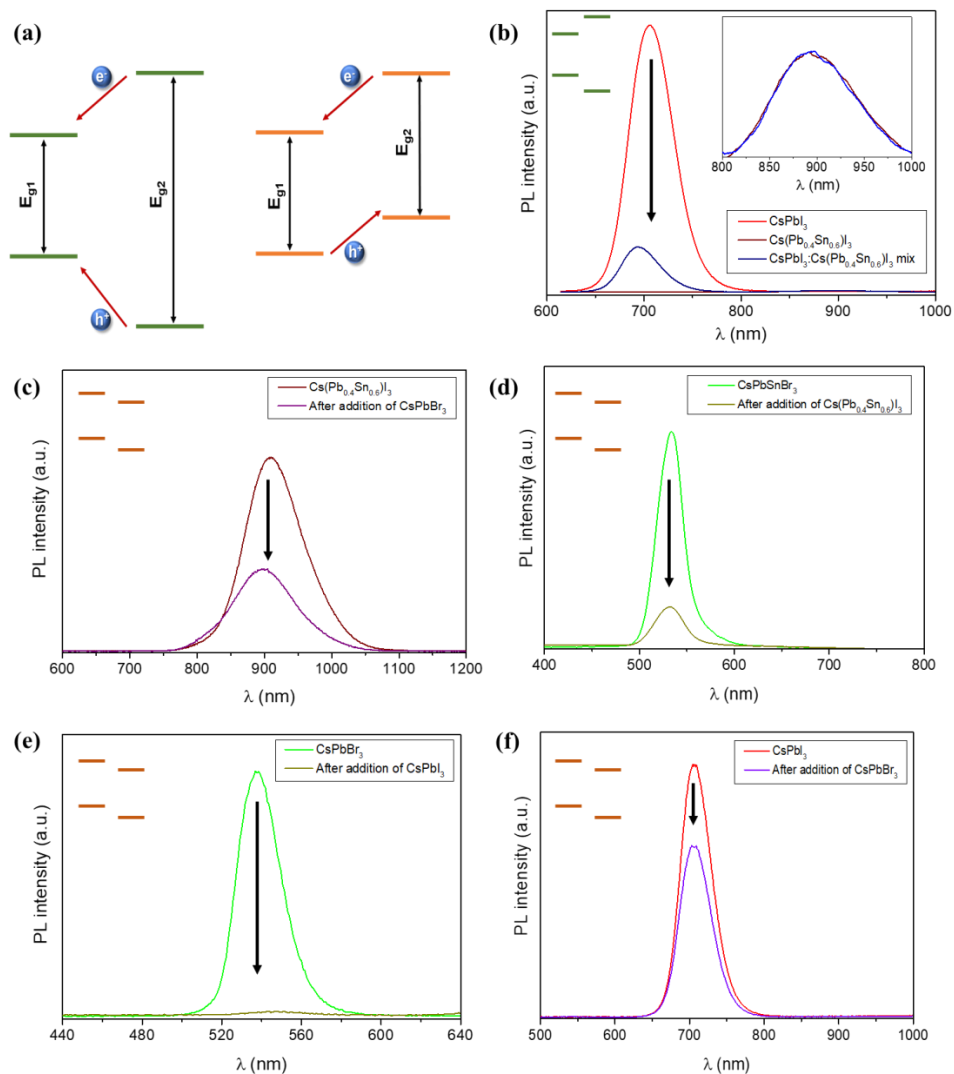 (a)
e⁻
e⁻
E_g1
E_g2
E_g1
E_g2
h⁺
h⁺
(b)
PL intensity (a.u.)
800 850 900 950 1000
λ (nm)
CsPbI₃
Cs(Pb₀.₄Sn₀.₆)I₃
CsPbI₃:Cs(Pb₀.₄Sn₀.₆)I₃ mix
600 700 800 900 1000
λ (nm)
(c)
PL intensity (a.u.)
Cs(Pb₀.₄Sn₀.₆)I₃
After addition of CsPbBr₃
600 700 800 900 1000 1100 1200
λ (nm)
(d)
PL intensity (a.u.)
CsPbSnBr₃
After addition of Cs(Pb₀.₄Sn₀.₆)I₃
400 500 600 700 800
λ (nm)
(e)
PL intensity (a.u.)
CsPbBr₃
After addition of CsPbI₃
440 480 520 560 600 640
λ (nm)
(f)
PL intensity (a.u.)
CsPbI₃
After addition of CsPbBr₃
500 600 700 800 900 1000
λ (nm)